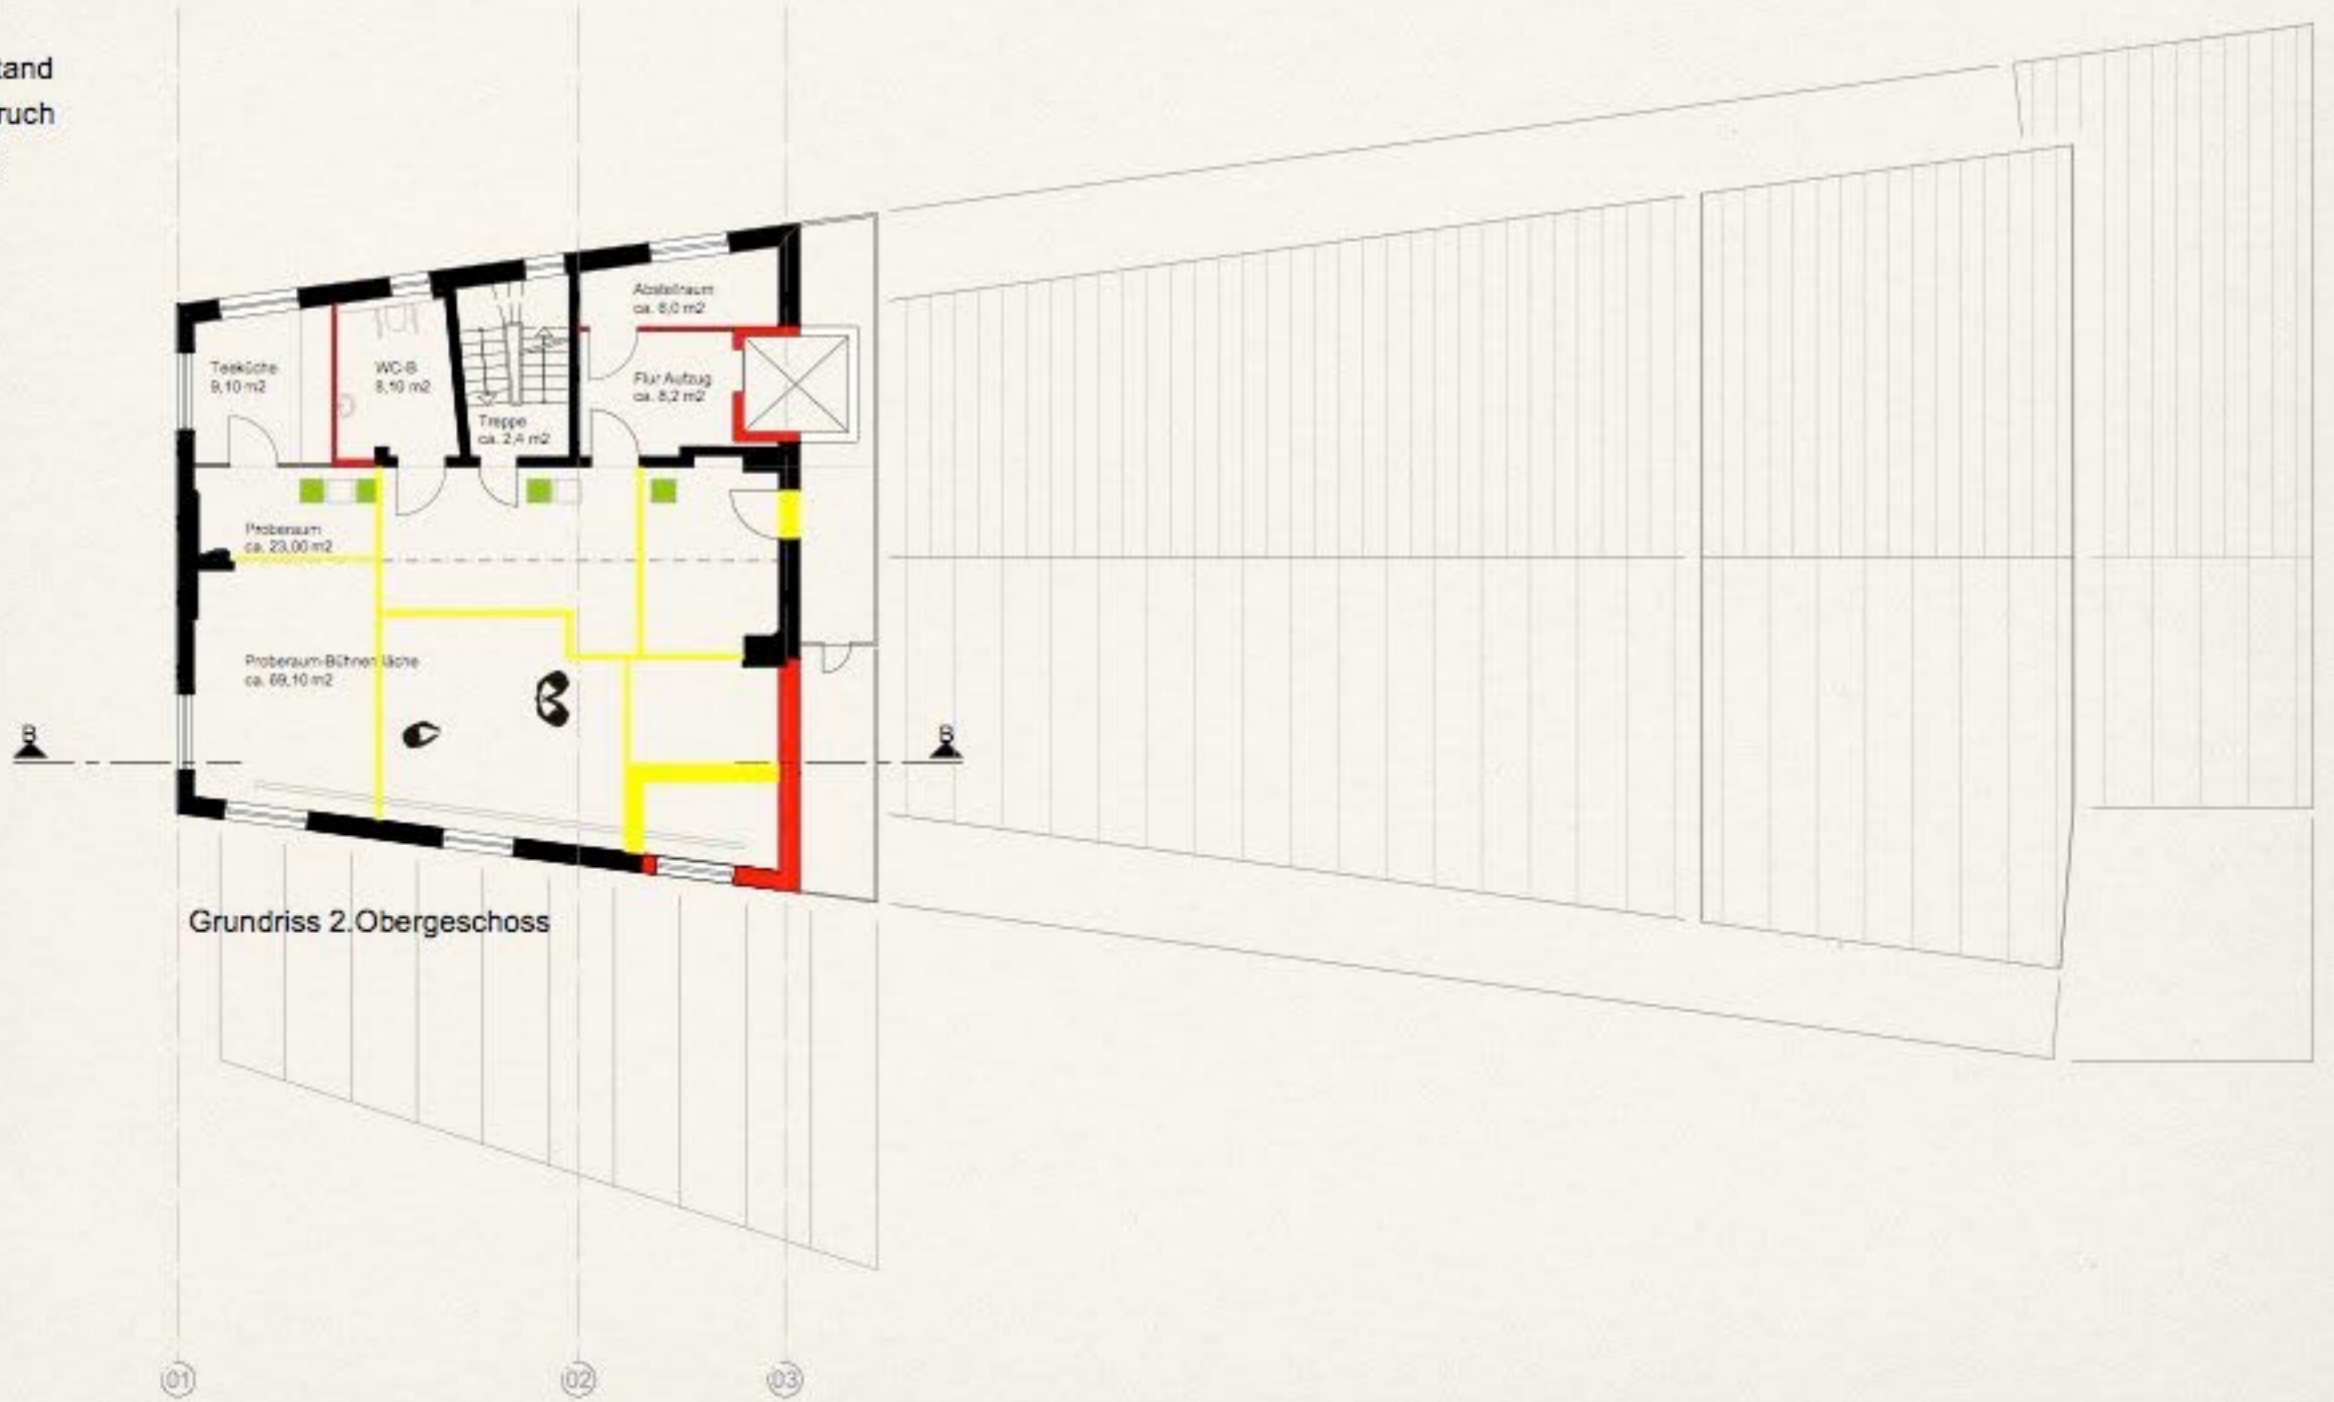 tand
ruch
Abstellraum
ca. 6,0 m2
Teeküche
9,10 m2
WC-B
8,10 m2
Flur Aufzug
ca. 8,2 m2
Treppe
ca. 2,4 m2
Proberaum
ca. 23,00 m2
Proberaum-Bühnenfläche
ca. 69,10 m2
B
B
Grundriss 2.Obergeschoss
01
02
03